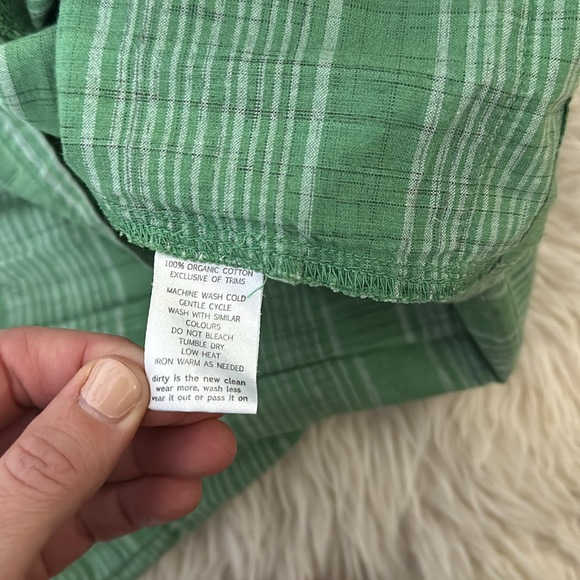 100% ORGANIC COTTON
EXCLUSIVE OF TRIMS
MACHINE WASH COLD
GENTLE CYCLE
WASH WITH SIMILAR
COLOURS
DO NOT BLEACH
TUMBLE DRY
LOW HEAT
IRON WARM AS NEEDED
dirty is the new clean
wear more, wash less
wear it out or pass it on